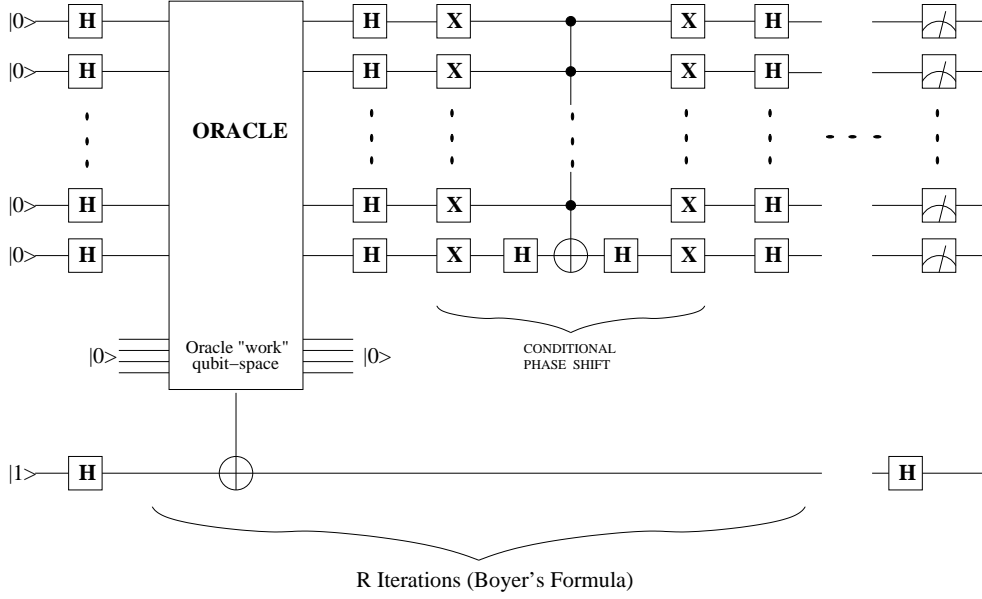 |0> H H X X H
|0> H H X X H
ORACLE
|0> H H X X H
|0> H H X H H X H
|0> Oracle "work" qubit−space |0>
CONDITIONAL
PHASE SHIFT
|1> H H
R Iterations (Boyer's Formula)